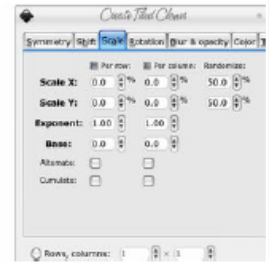 Create Tiled Clones
Symmetry Shift Scale Rotation Blur & opacity Color
Per row: Per column: Randomize:
Scale X: 0.0 % 0.0 % 50.0 %
Scale Y: 0.0 % 0.0 % 50.0 %
Exponent: 1.00 1.00
Base: 0.0 0.0
Alternate:
Cumulate:
Rows, columns: 1 × 1